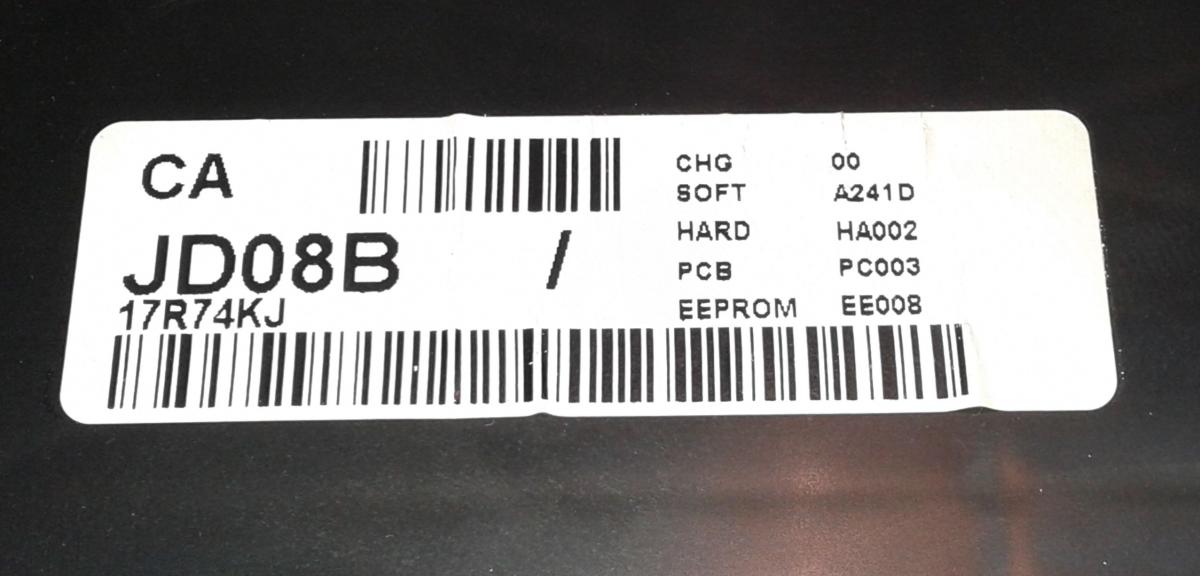 CA
JD08B /
17R74KJ
CHG 00
SOFT A241D
HARD HA002
PCB PC003
EEPROM EE008